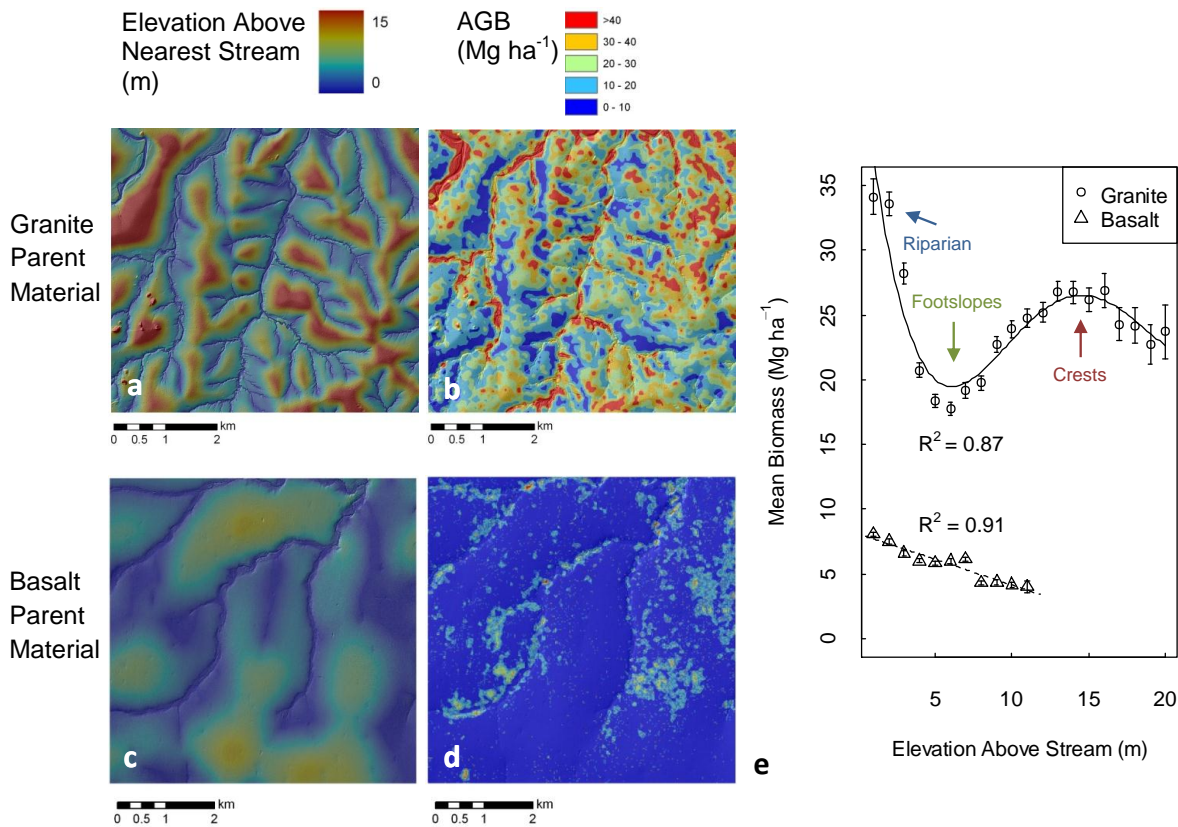 Elevation Above
Nearest Stream
(m)
15
0
AGB
(Mg ha⁻¹)
>40
30 - 40
20 - 30
10 - 20
0 - 10
Granite
Parent
Material
a
b
km
0 0.5 1 2
km
0 0.5 1 2
Basalt
Parent
Material
c
d
km
0 0.5 1 2
km
0 0.5 1 2
e
Mean Biomass (Mg ha⁻¹)
35
30
25
20
15
10
5
0
Granite
Basalt
Riparian
Footslopes
Crests
R² = 0.87
R² = 0.91
5 10 15 20
Elevation Above Stream (m)